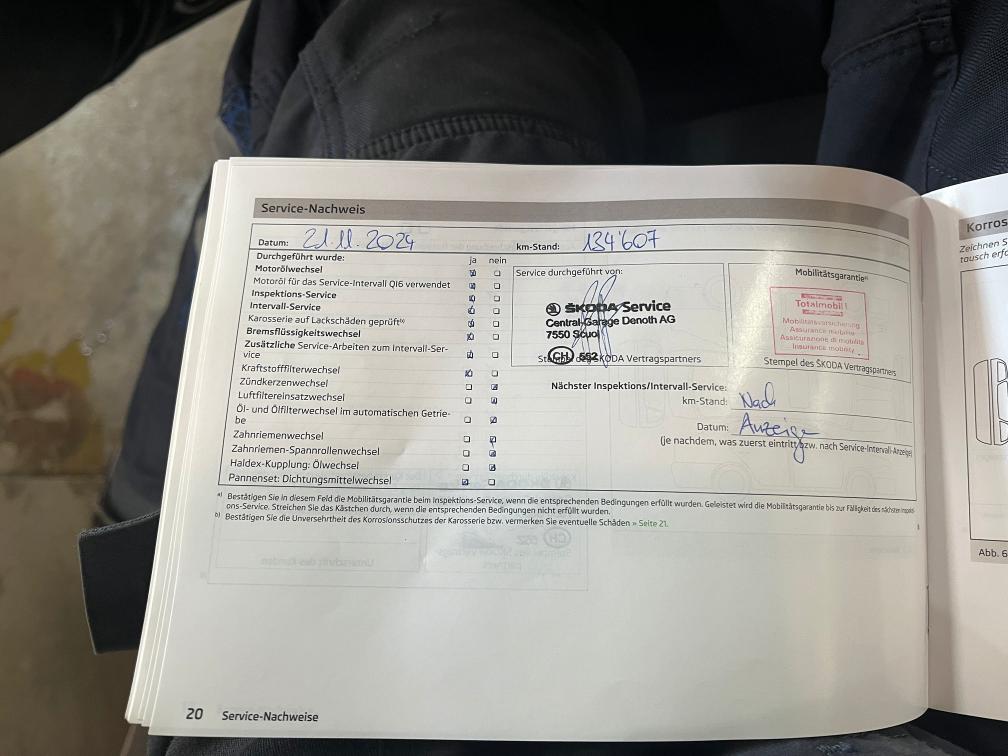 Service-Nachweis
Datum: 21.11.2024 km-Stand: 134'607
Durchgeführt wurde: ja nein
Motorölwechsel
Motoröl für das Service-Intervall QI6 verwendet
Inspektions-Service
Intervall-Service
Karosserie auf Lackschäden geprüft b)
Bremsflüssigkeitswechsel
Zusätzliche Service-Arbeiten zum Intervall-Ser-
vice
Kraftstofffilterwechsel
Zündkerzenwechsel
Luftfiltereinsatzwechsel
Öl- und Ölfilterwechsel im automatischen Getrie-
be
Zahnriemenwechsel
Zahnriemen-Spannrollenwechsel
Haldex-Kupplung: Ölwechsel
Pannenset: Dichtungsmittelwechsel
Service durchgeführt von:
ŠKODA Service
Central-Garage Denoth AG
7550 Scuol
CH 552
Stempel des ŠKODA Vertragspartners
Mobilitätsgarantie a)
Totalmobil!
Mobilitätsversicherung
Assurance mobilité
Assicurazione di mobilità
Insurance mobility
Stempel des ŠKODA Vertragspartners
Nächster Inspektions/Intervall-Service:
km-Stand: Nach
Datum: Anzeige
(je nachdem, was zuerst eintritt bzw. nach Service-Intervall-Anzeige)
a) Bestätigen Sie in diesem Feld die Mobilitätsgarantie beim Inspektions-Service, wenn die entsprechenden Bedingungen erfüllt wurden. Geleistet wird die Mobilitätsgarantie bis zur Fälligkeit des nächsten Inspekti-
ons-Service. Streichen Sie das Kästchen durch, wenn die entsprechenden Bedingungen nicht erfüllt wurden.
b) Bestätigen Sie die Unversehrtheit des Korrosionsschutzes der Karosserie bzw. vermerken Sie eventuelle Schäden » Seite 21.
20 Service-Nachweise
Korros
Zeichnen S
tausch erfo
Abb. 6